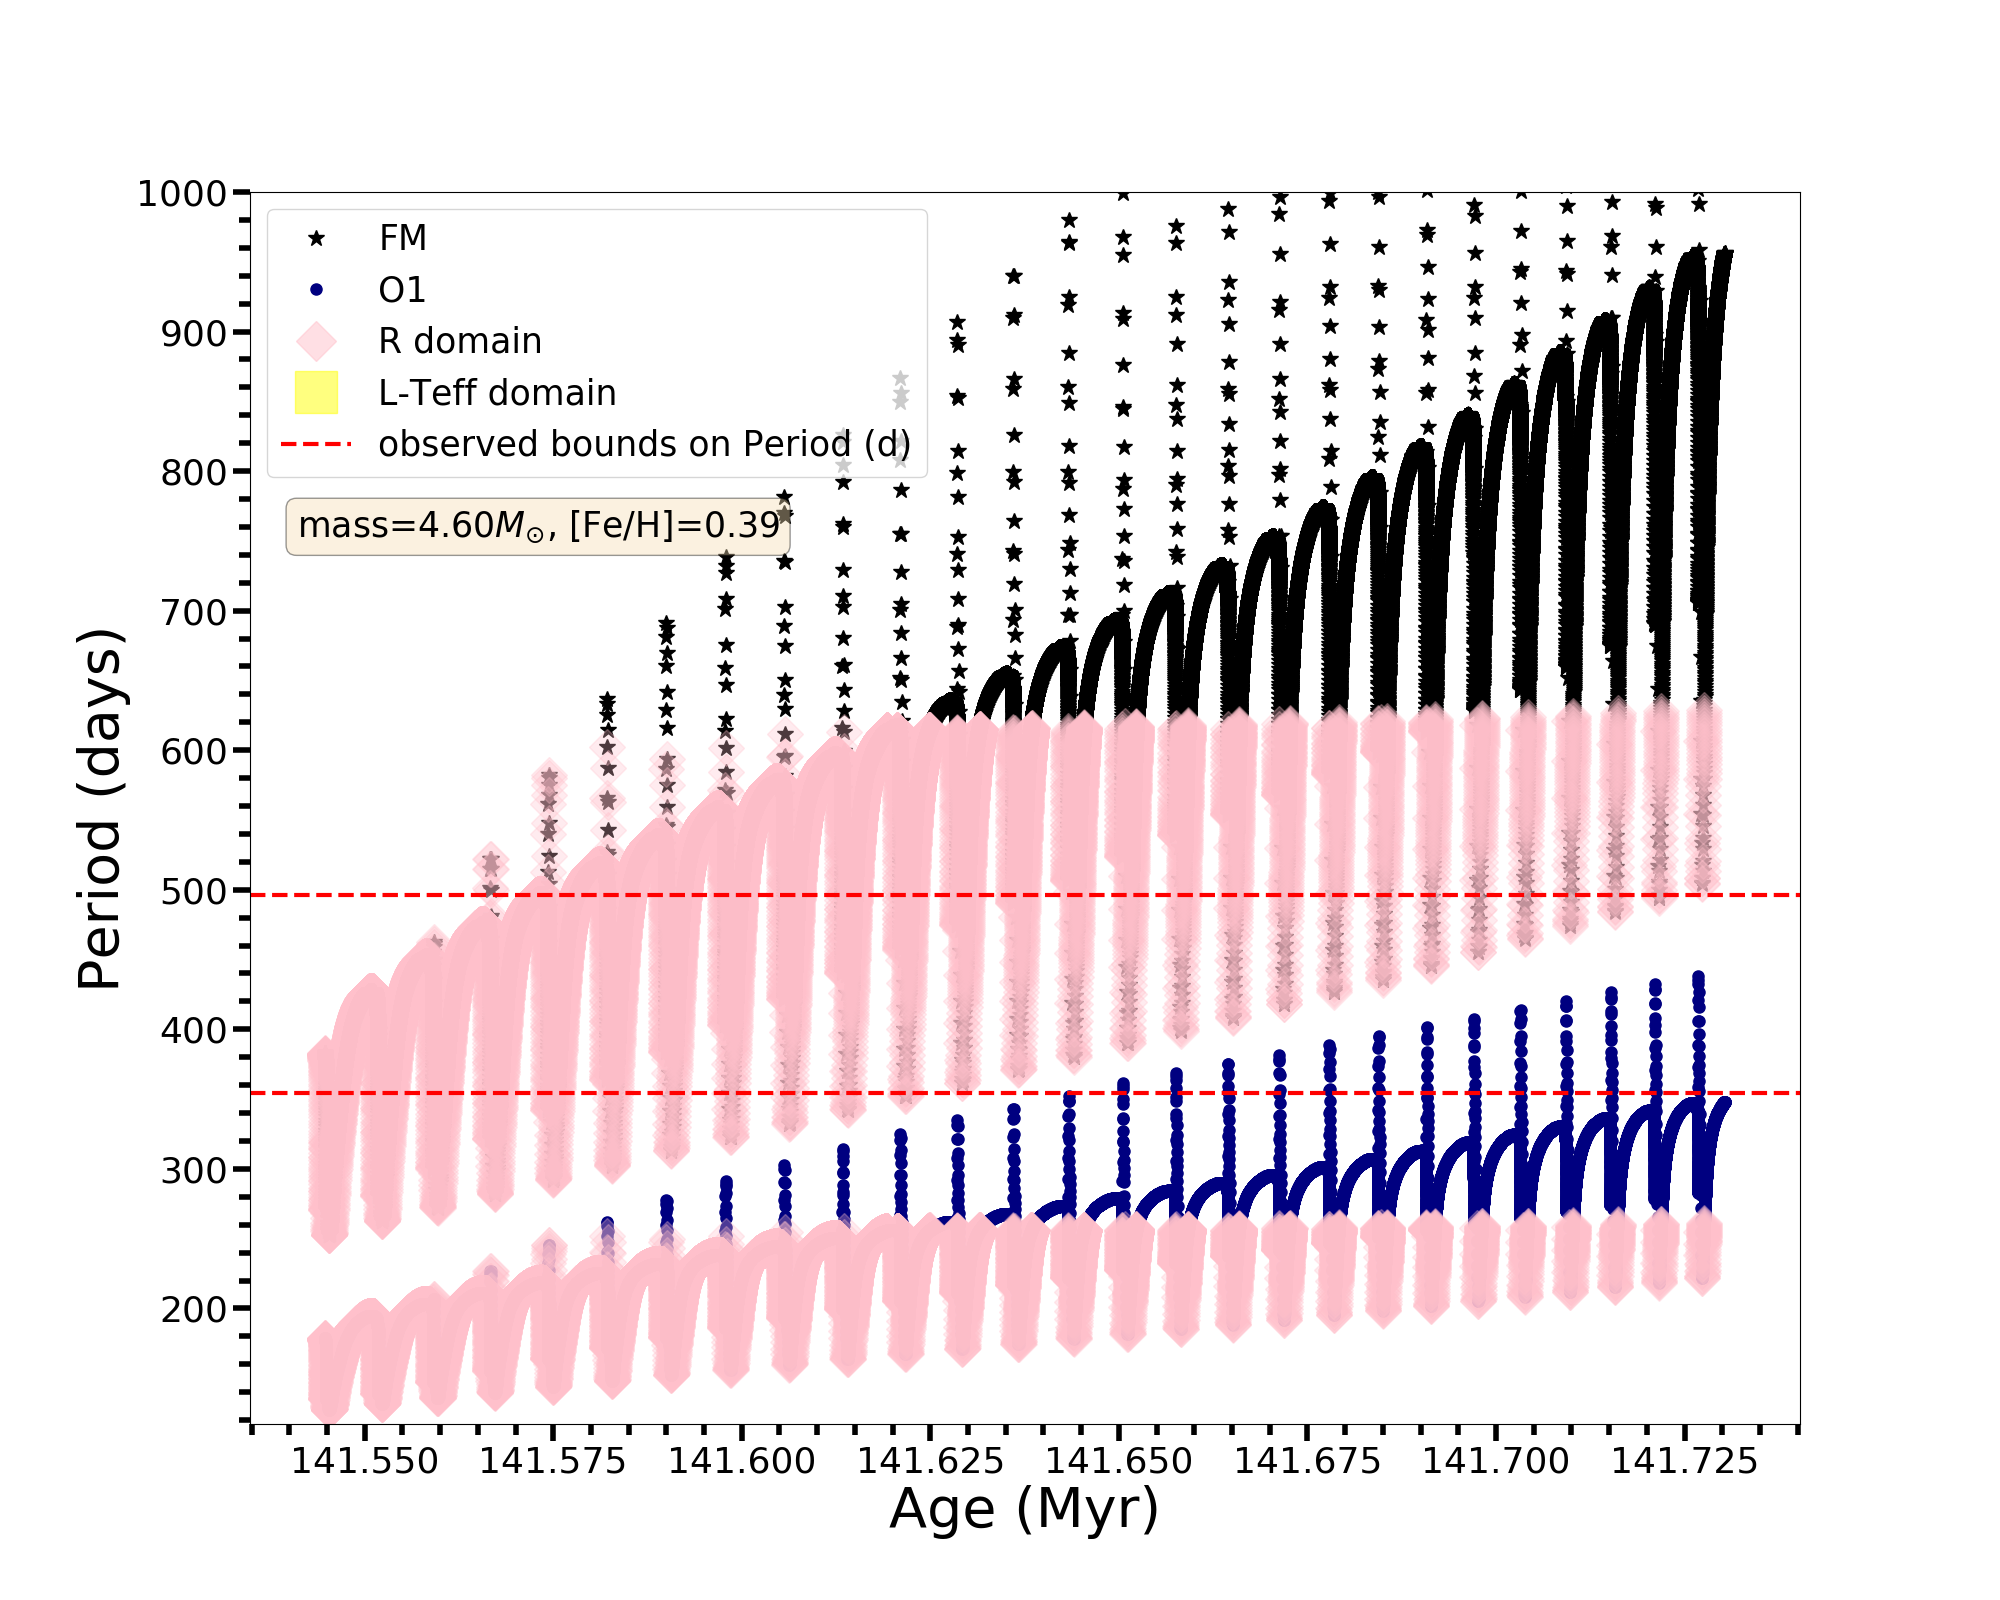 FM
O1
R domain
L-Teff domain
observed bounds on Period (d)
mass=4.60M⊙, [Fe/H]=0.39
Period (days)
1000
900
800
700
600
500
400
300
200
141.550 141.575 141.600 141.625 141.650 141.675 141.700 141.725
Age (Myr)